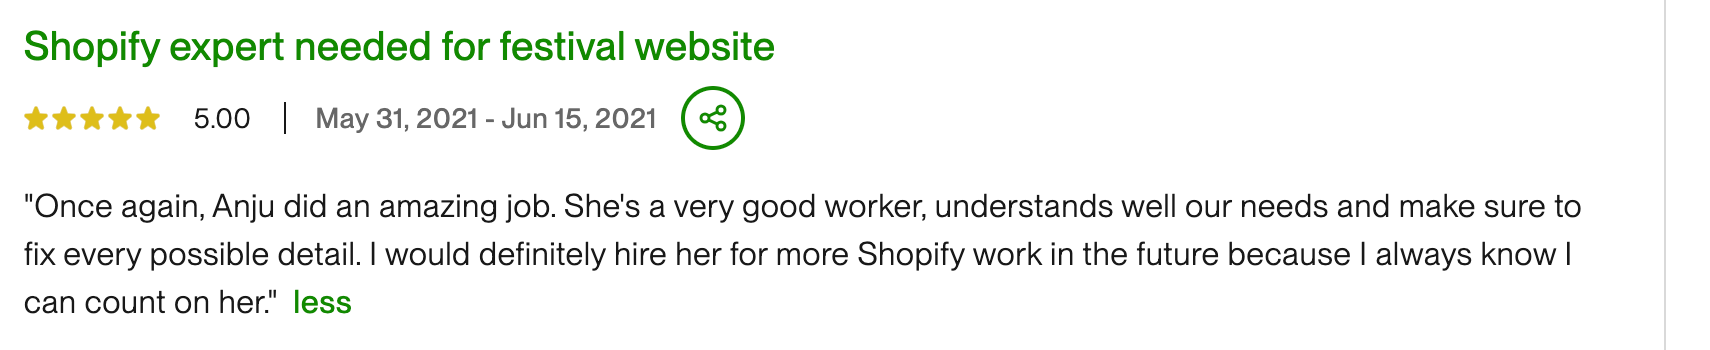 Shopify expert needed for festival website
5.00 | May 31, 2021 - Jun 15, 2021
"Once again, Anju did an amazing job. She's a very good worker, understands well our needs and make sure to
fix every possible detail. I would definitely hire her for more Shopify work in the future because I always know I
can count on her." less